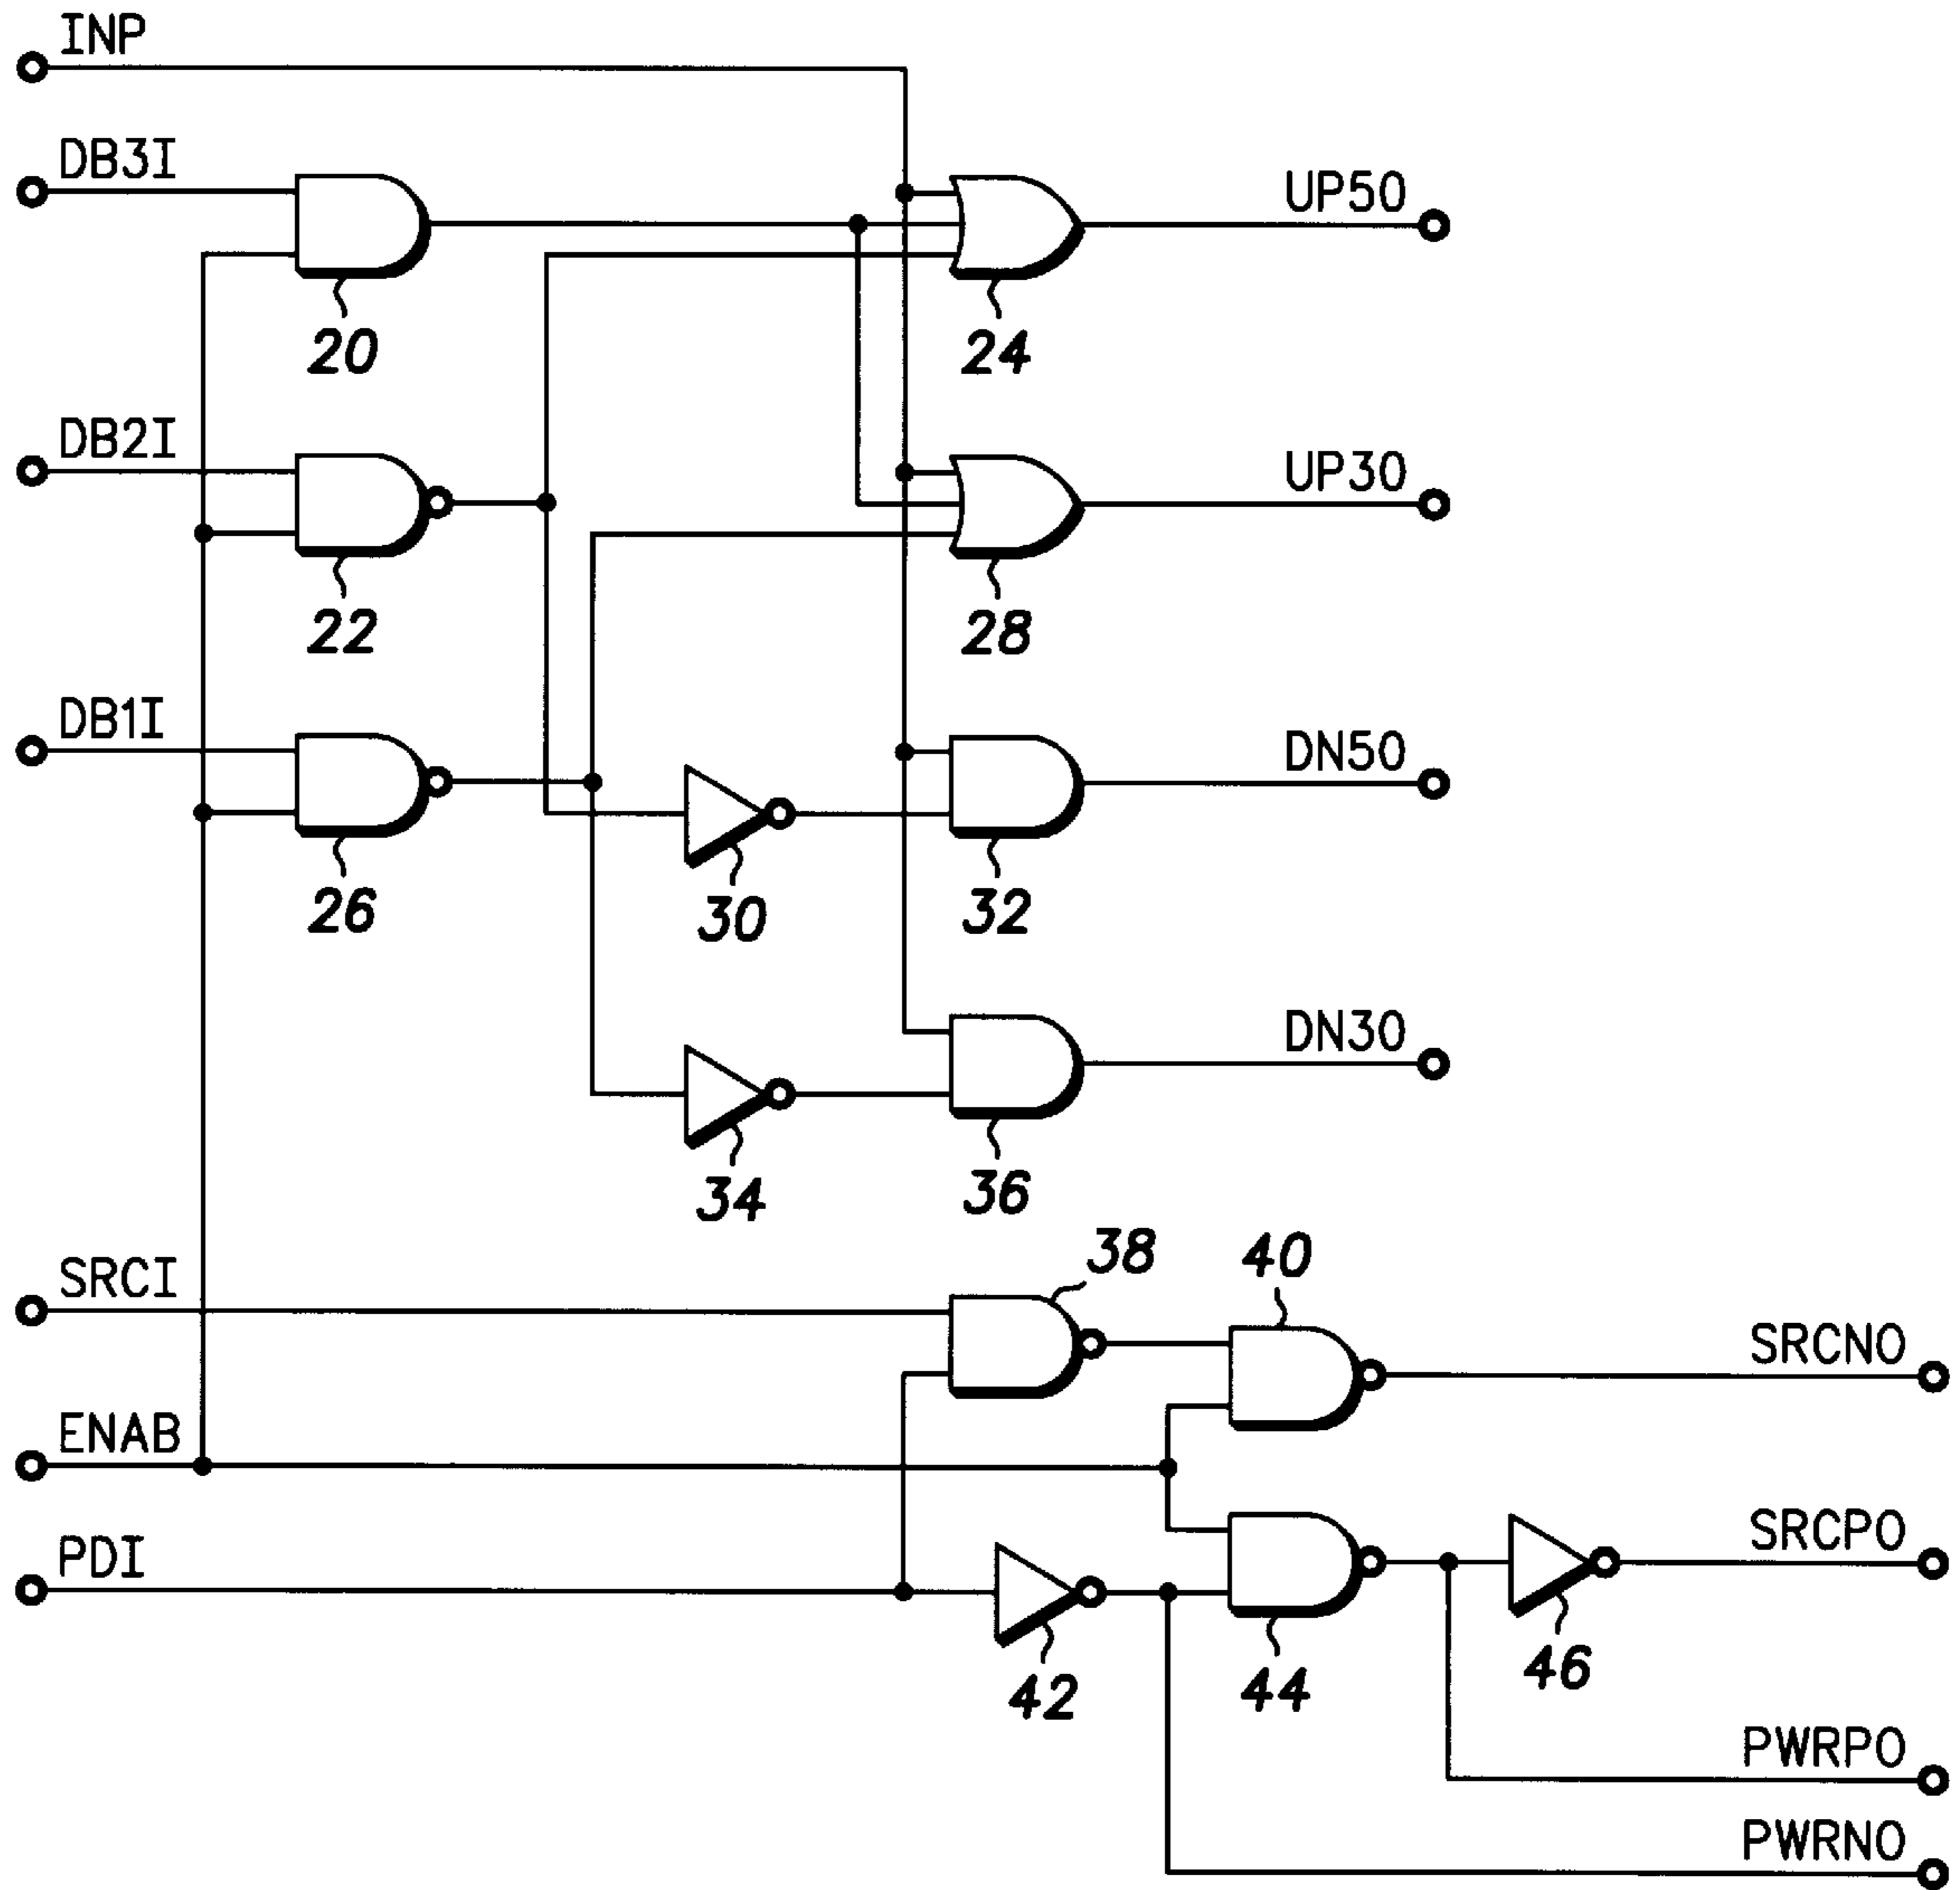 INP
DB3I
UP50
20
24
DB2I
UP30
22
28
DB1I
DN50
26
30
32
DN30
34
36
38
40
SRCI
SRCNO
ENAB
SRCPO
PDI
42
44
46
PWRPO
PWRNO